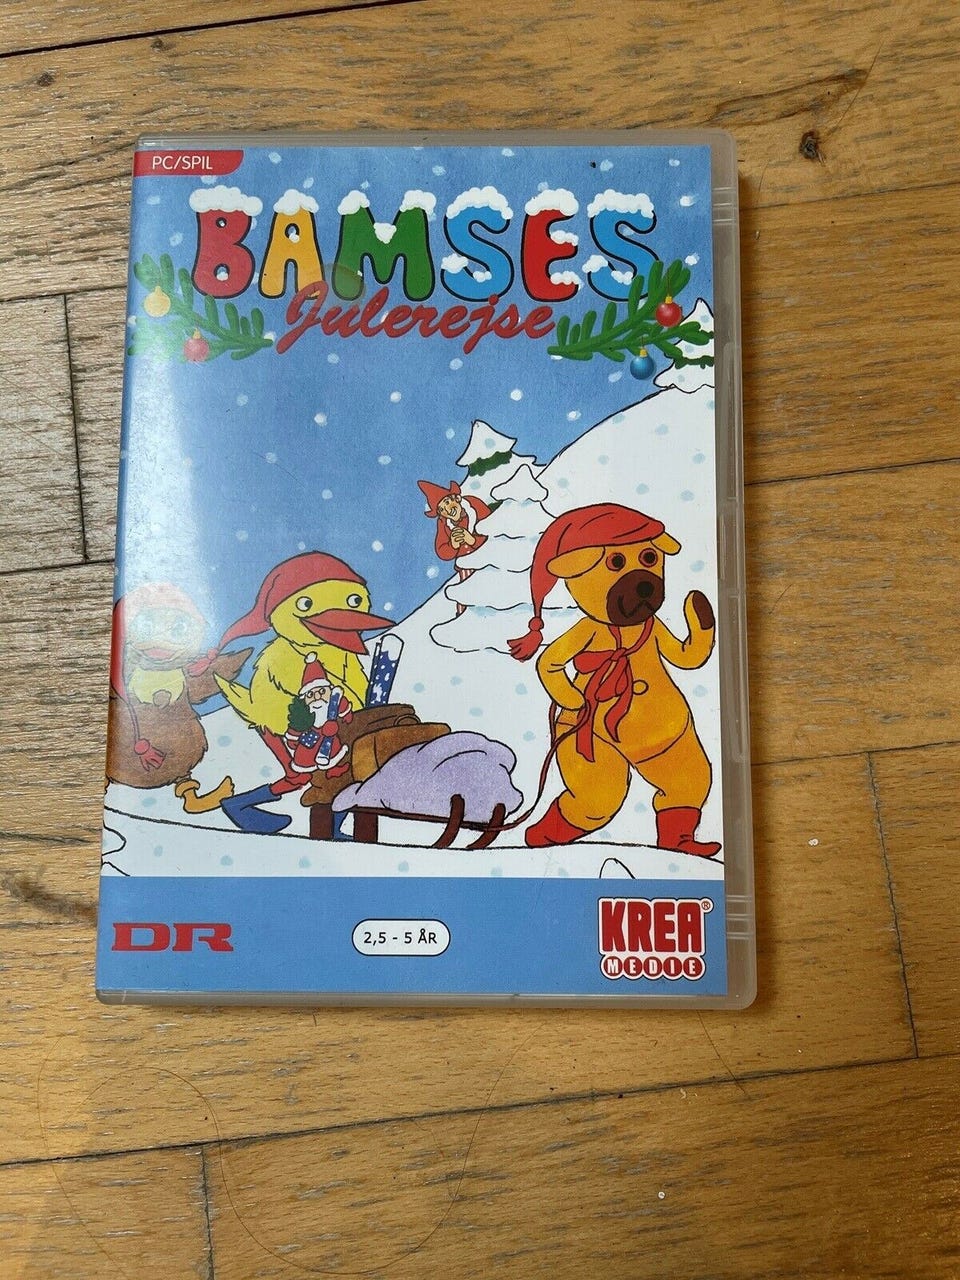 PC/SPIL
BAMSES
Julerejse
DR
2,5 - 5 ÅR
KREA®
MEDIE